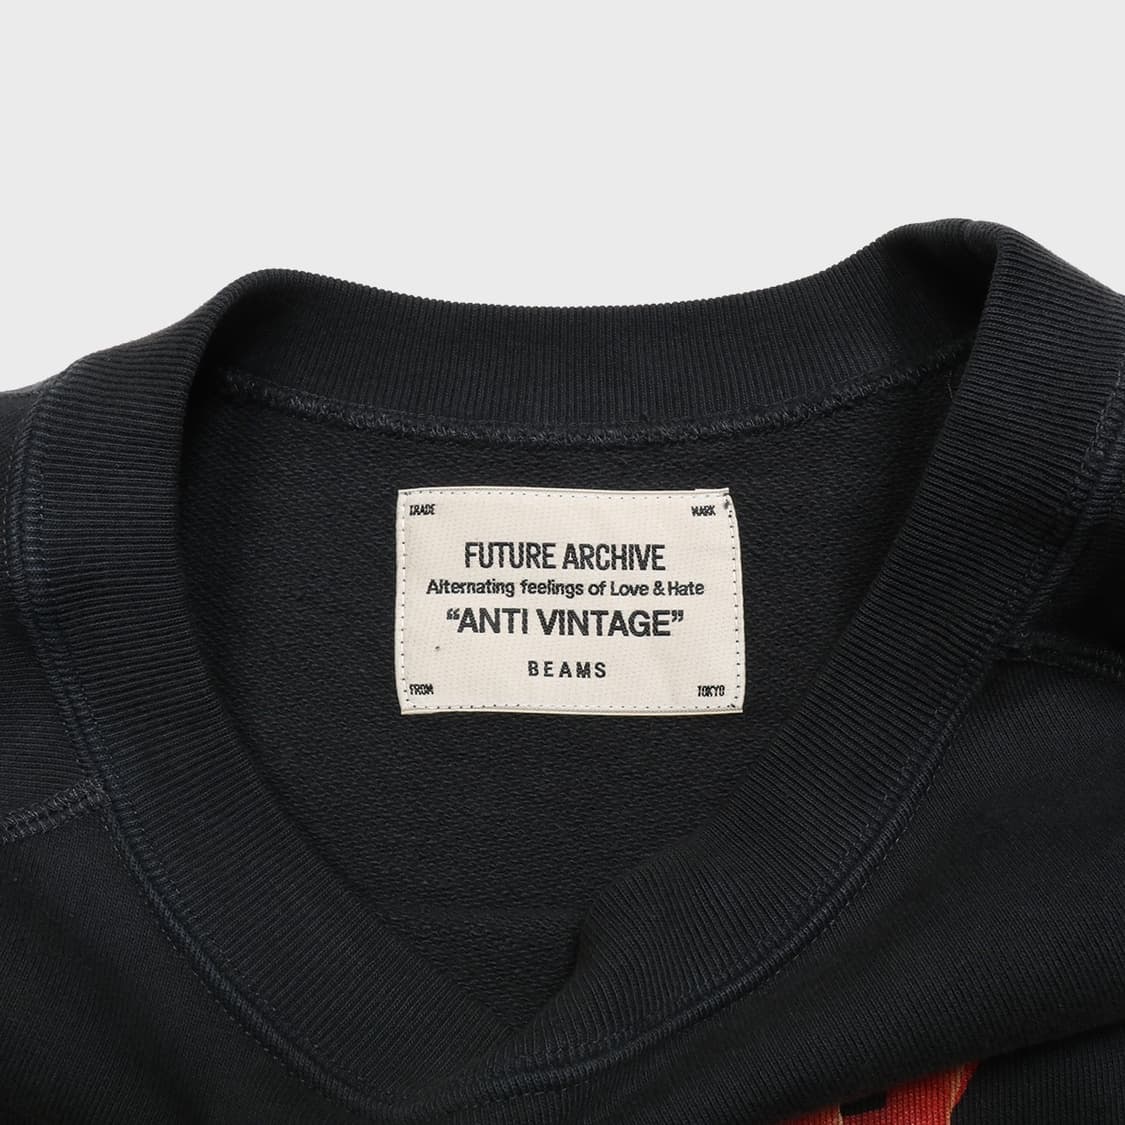 TRADE MARK
FUTURE ARCHIVE
Alternating feelings of Love & Hate
“ANTI VINTAGE”
BEAMS
FROM TOKYO